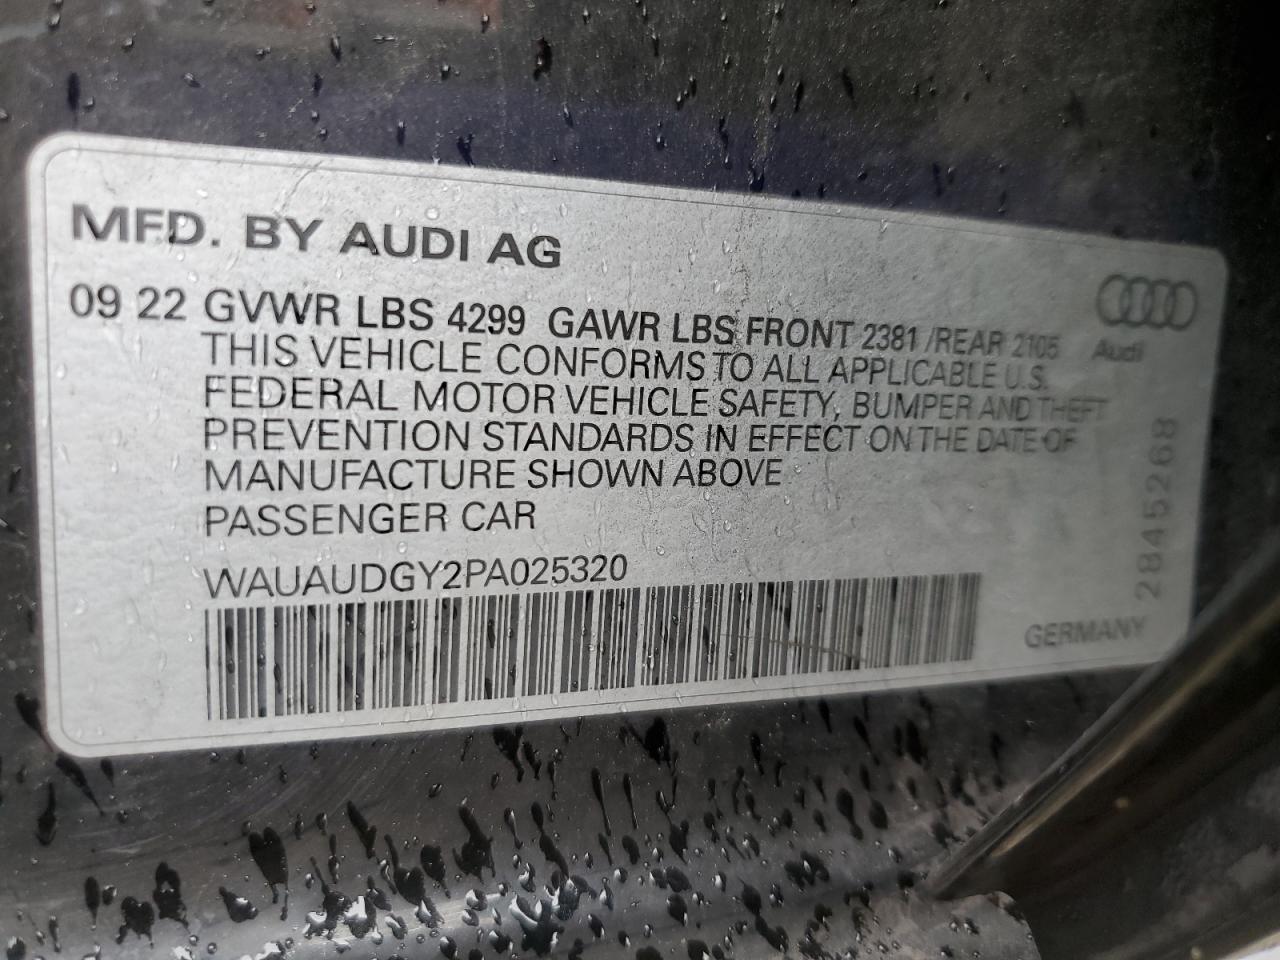 MFD. BY AUDI AG
09 22 GVWR LBS 4299 GAWR LBS FRONT 2381 /REAR 2105
Audi
THIS VEHICLE CONFORMS TO ALL APPLICABLE U.S.
FEDERAL MOTOR VEHICLE SAFETY, BUMPER AND THEFT
PREVENTION STANDARDS IN EFFECT ON THE DATE OF
MANUFACTURE SHOWN ABOVE
PASSENGER CAR
WAUAUDGY2PA025320
GERMANY
2845268